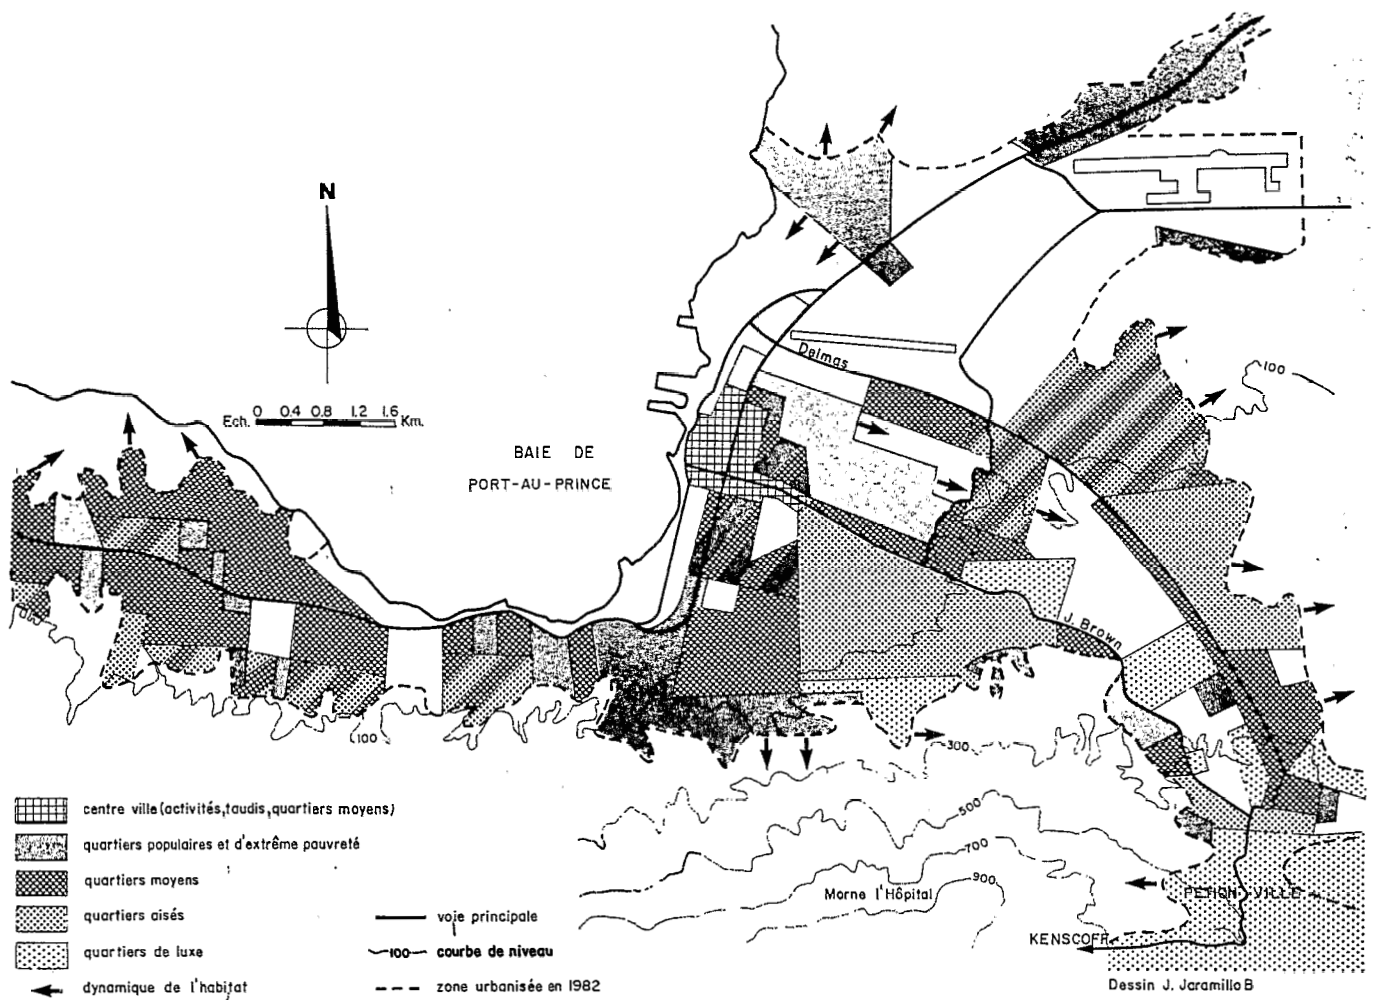 N
100
Delmas
0 0.4 0.8 1.2 1.6
Ech. Km.
BAIE DE
PORT-AU-PRINCE
J. Brown
100
300
500
700
900
Morne l'Hôpital
PETION-VILLE
KENSCOFF
centre ville (activités, taudis, quartiers moyens)
quartiers populaires et d'extrême pauvreté
quartiers moyens
quartiers aisés
quartiers de luxe
dynamique de l'habitat
voie principale
100 courbe de niveau
zone urbanisée en 1982
Dessin J. Jaramillo B